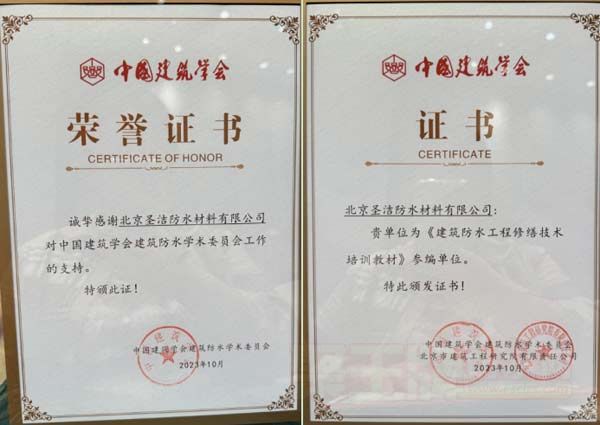 中国建筑学会
荣誉证书
CERTIFICATE OF HONOR
诚挚感谢北京圣洁防水材料有限公司
对中国建筑学会建筑防水学术委员会工作
的支持。
特颁此证！
中国建筑学会建筑防水学术委员会
2023年10月
中国建筑学会
证书
CERTIFICATE
北京圣洁防水材料有限公司：
贵单位为《建筑防水工程修缮技术
培训教材》参编单位。
特此颁发证书！
中国建筑学会建筑防水学术委员会
北京市建筑工程研究院有限责任公司
2023年10月